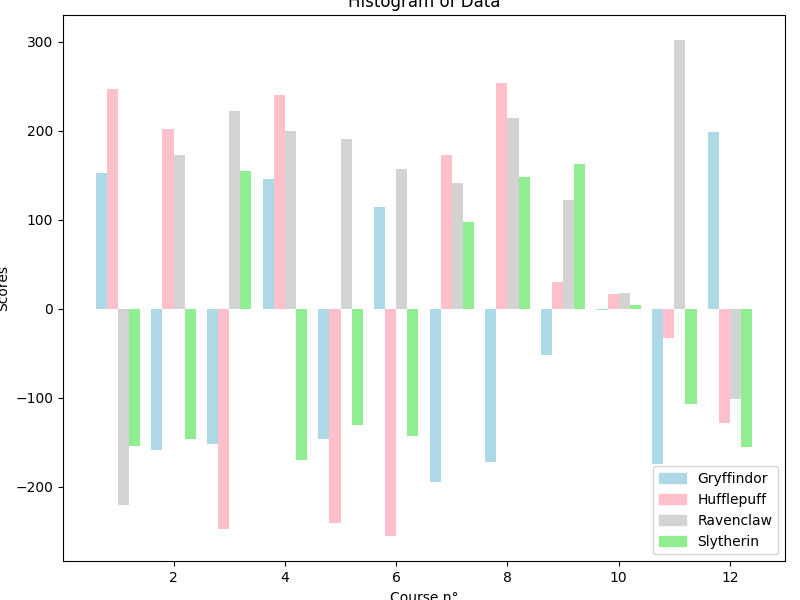 Histogram of Data
300
200
100
0
−100
−200
Scores
2 4 6 8 10 12
Course n°
Gryffindor
Hufflepuff
Ravenclaw
Slytherin